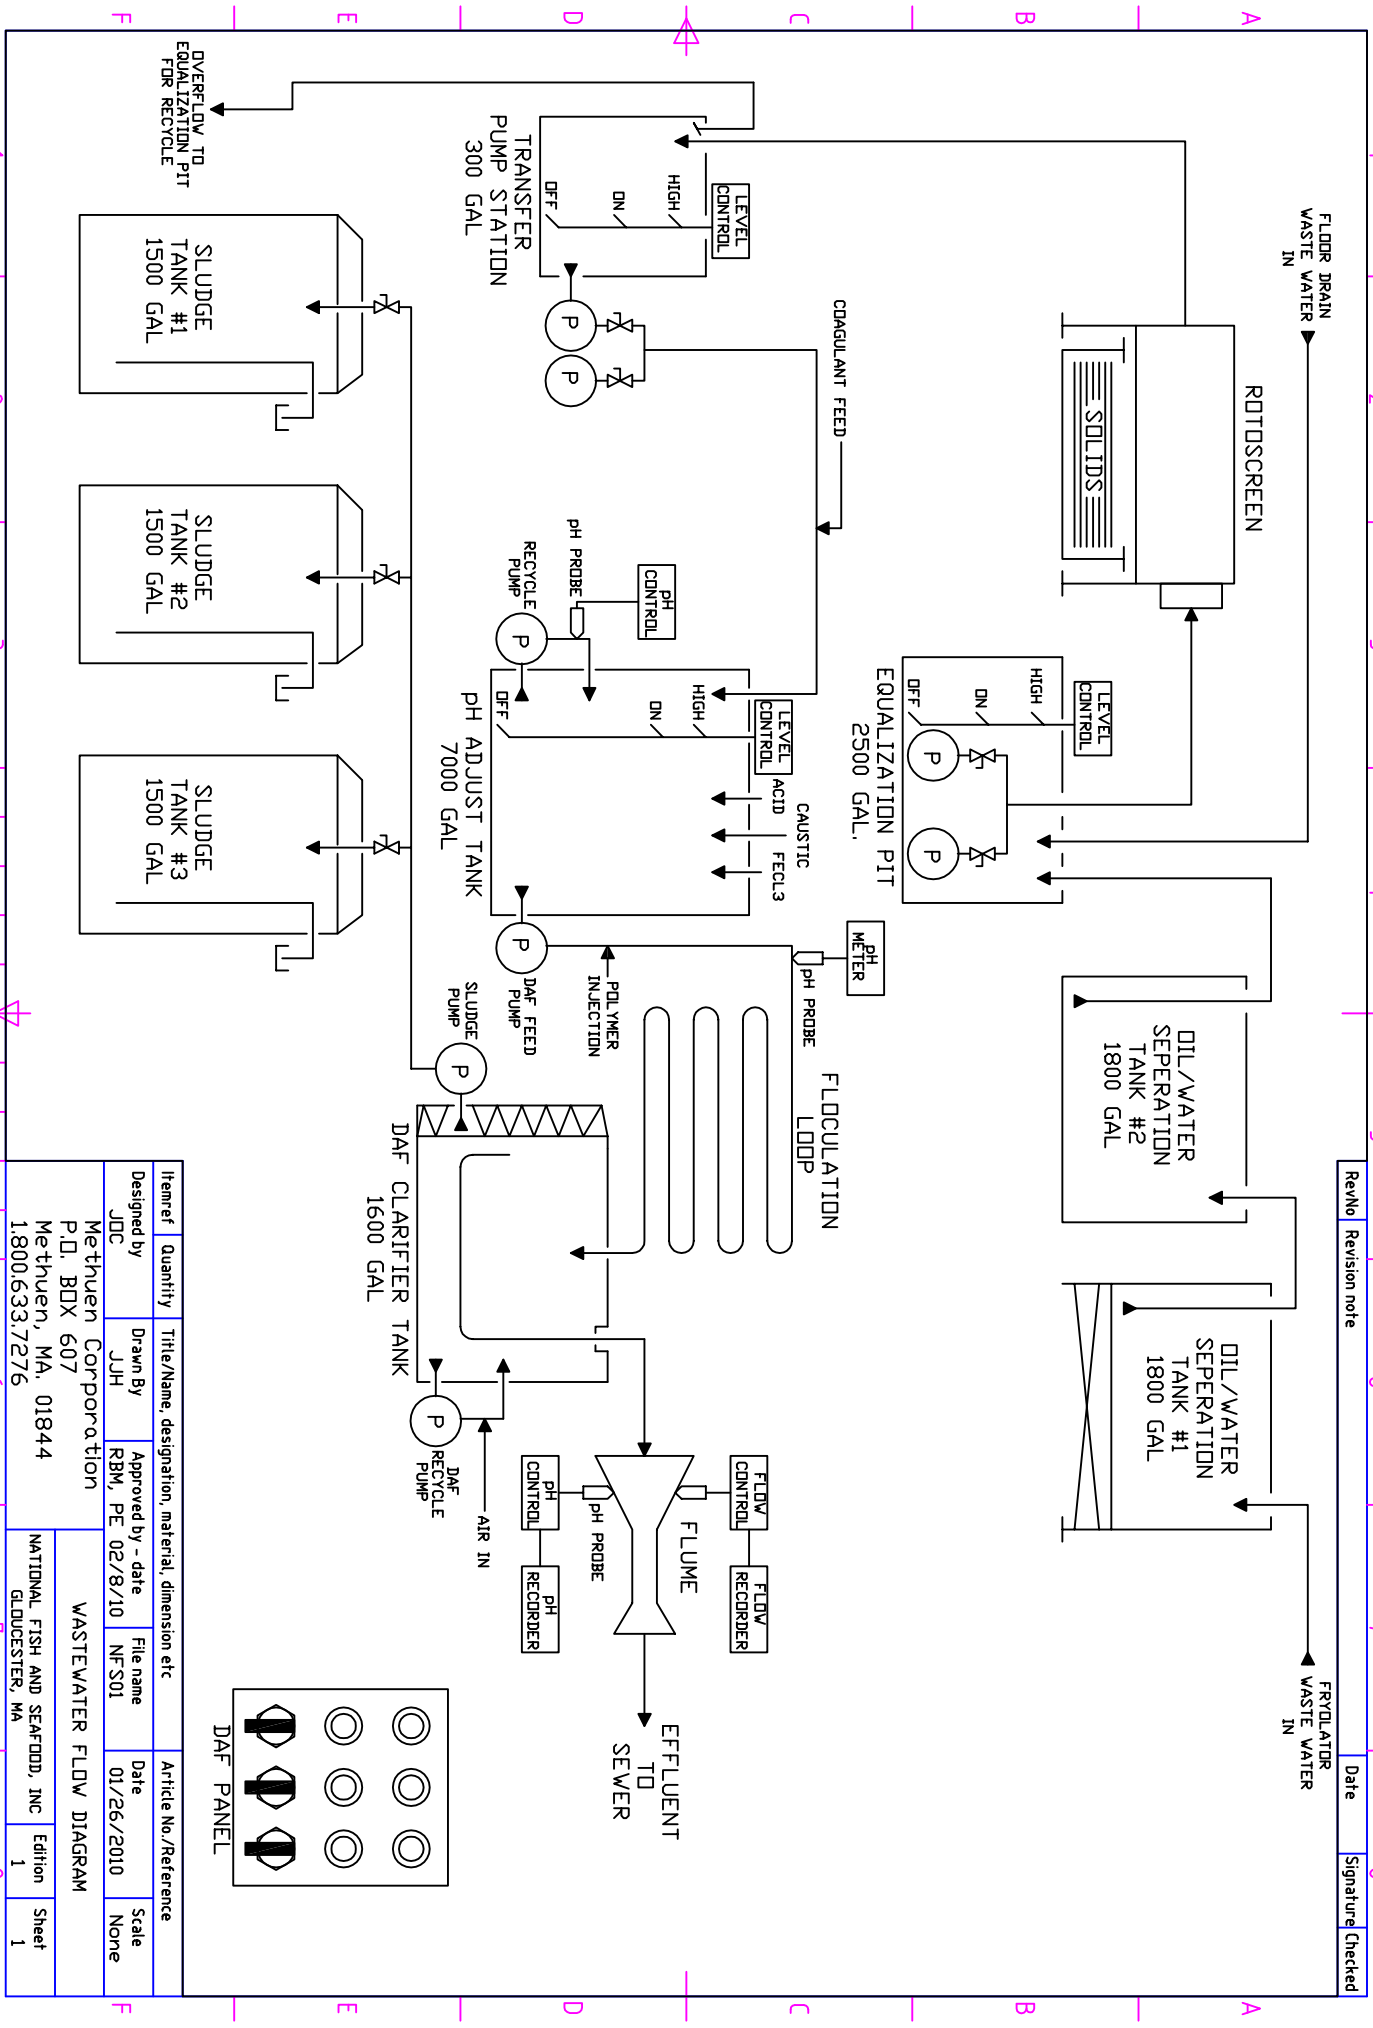 A
B
C
D
E
F
FLOOR DRAIN
WASTE WATER
IN
ROTOSCREEN
SOLIDS
LEVEL
CONTROL
HIGH
ON
OFF
P
P
EQUALIZATION PIT
2500 GAL.
OIL/WATER
SEPERATION
TANK #2
1800 GAL
OIL/WATER
SEPERATION
TANK #1
1800 GAL
FRYOLATOR
WASTE WATER
IN
RevNo
Revision note
Date
Signature
Checked
LEVEL
CONTROL
HIGH
ON
OFF
TRANSFER
PUMP STATION
300 GAL
P
P
OVERFLOW TO
EQUALIZATION PIT
FOR RECYCLE
COAGULANT FEED
pH
CONTROL
pH PROBE
RECYCLE
PUMP
P
LEVEL
CONTROL
HIGH
ON
OFF
ACID
CAUSTIC
FECL3
pH ADJUST TANK
7000 GAL
P
DAF FEED
PUMP
POLYMER
INJECTION
pH
METER
pH PROBE
FLOCULATION
LOOP
SLUDGE
PUMP
P
DAF CLARIFIER TANK
1600 GAL
P
DAF
RECYCLE
PUMP
AIR IN
FLOW
CONTROL
FLOW
RECORDER
FLUME
pH PROBE
pH
CONTROL
pH
RECORDER
EFFLUENT
TO
SEWER
SLUDGE
TANK #1
1500 GAL
SLUDGE
TANK #2
1500 GAL
SLUDGE
TANK #3
1500 GAL
DAF PANEL
Itemref
Quantity
Title/Name, designation, material, dimension etc
Article No./Reference
Designed by
JOC
Drawn By
JJH
Approved by - date
RBM, PE 02/8/10
File name
NFS01
Date
01/26/2010
Scale
None
Methuen Corporation
P.O. BOX 607
Methuen, MA. 01844
1.800.633.7276
WASTEWATER FLOW DIAGRAM
NATIONAL FISH AND SEAFOOD, INC
GLOUCESTER, MA
Edition
1
Sheet
1
A
B
C
D
E
F